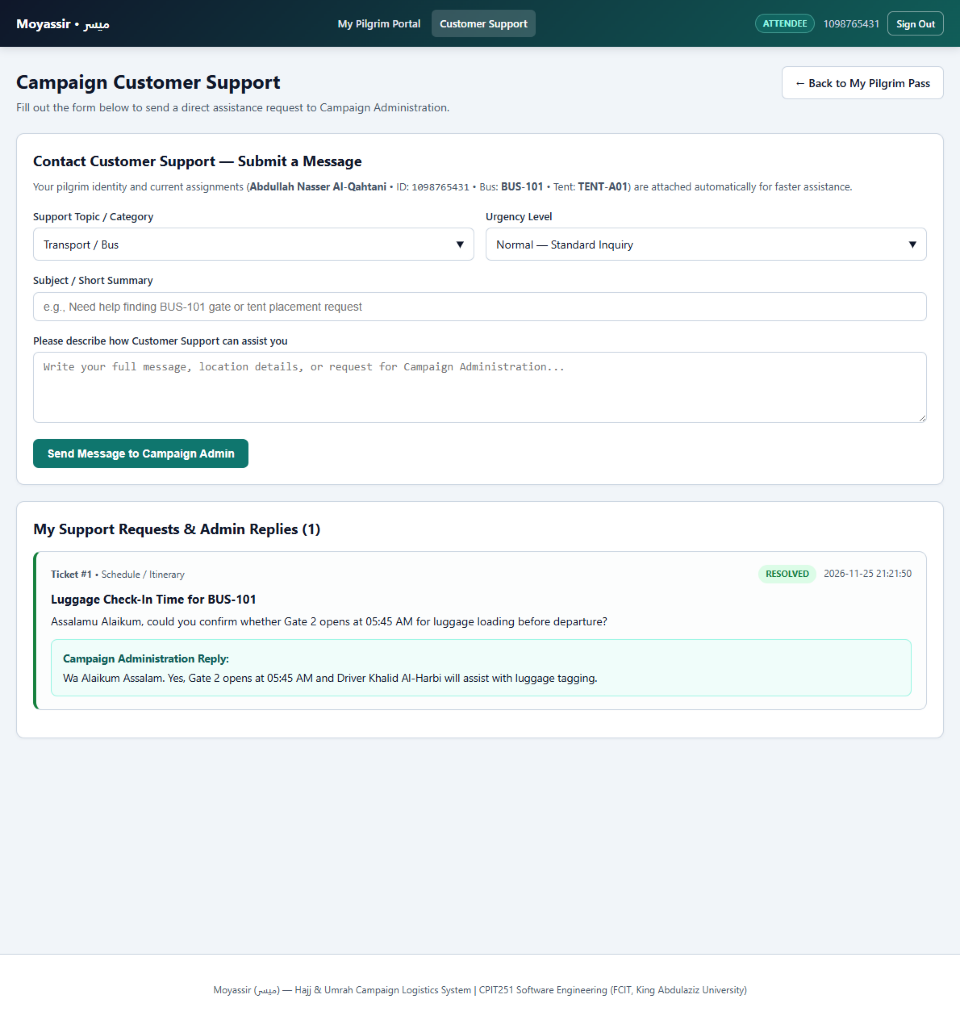 Moyassir • ميسر
My Pilgrim Portal
Customer Support
ATTENDEE
1098765431
Sign Out
Campaign Customer Support
← Back to My Pilgrim Pass
Fill out the form below to send a direct assistance request to Campaign Administration.
Contact Customer Support — Submit a Message
Your pilgrim identity and current assignments (Abdullah Nasser Al-Qahtani • ID: 1098765431 • Bus: BUS-101 • Tent: TENT-A01) are attached automatically for faster assistance.
Support Topic / Category
Urgency Level
Transport / Bus
Normal — Standard Inquiry
Subject / Short Summary
e.g., Need help finding BUS-101 gate or tent placement request
Please describe how Customer Support can assist you
Write your full message, location details, or request for Campaign Administration...
Send Message to Campaign Admin
My Support Requests & Admin Replies (1)
Ticket #1 • Schedule / Itinerary
RESOLVED
2026-11-25 21:21:50
Luggage Check-In Time for BUS-101
Assalamu Alaikum, could you confirm whether Gate 2 opens at 05:45 AM for luggage loading before departure?
Campaign Administration Reply:
Wa Alaikum Assalam. Yes, Gate 2 opens at 05:45 AM and Driver Khalid Al-Harbi will assist with luggage tagging.
Moyassir (ميسر) — Hajj & Umrah Campaign Logistics System | CPIT251 Software Engineering (FCIT, King Abdulaziz University)